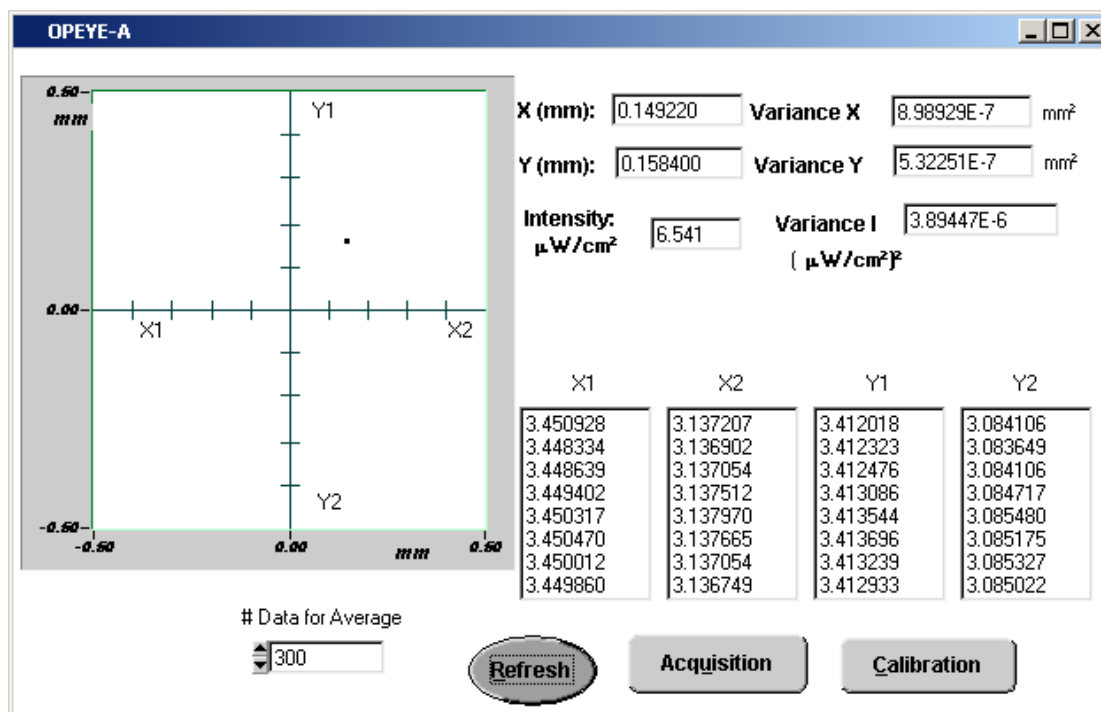 OPEYE-A
0.50
mm
Y1
0.00
X1
X2
Y2
-0.50
-0.50
0.00
mm
0.50
X (mm): 0.149220 Variance X 8.98929E-7 mm²
Y (mm): 0.158400 Variance Y 5.32251E-7 mm²
Intensity: 6.541 Variance I 3.89447E-6
μW/cm² ( μW/cm²)²
X1 X2 Y1 Y2
3.450928 3.137207 3.412018 3.084106
3.448334 3.136902 3.412323 3.083649
3.448639 3.137054 3.412476 3.084106
3.449402 3.137512 3.413086 3.084717
3.450317 3.137970 3.413544 3.085480
3.450470 3.137665 3.413696 3.085175
3.450012 3.137054 3.413239 3.085327
3.449860 3.136749 3.412933 3.085022
# Data for Average
300
Refresh Acquisition Calibration